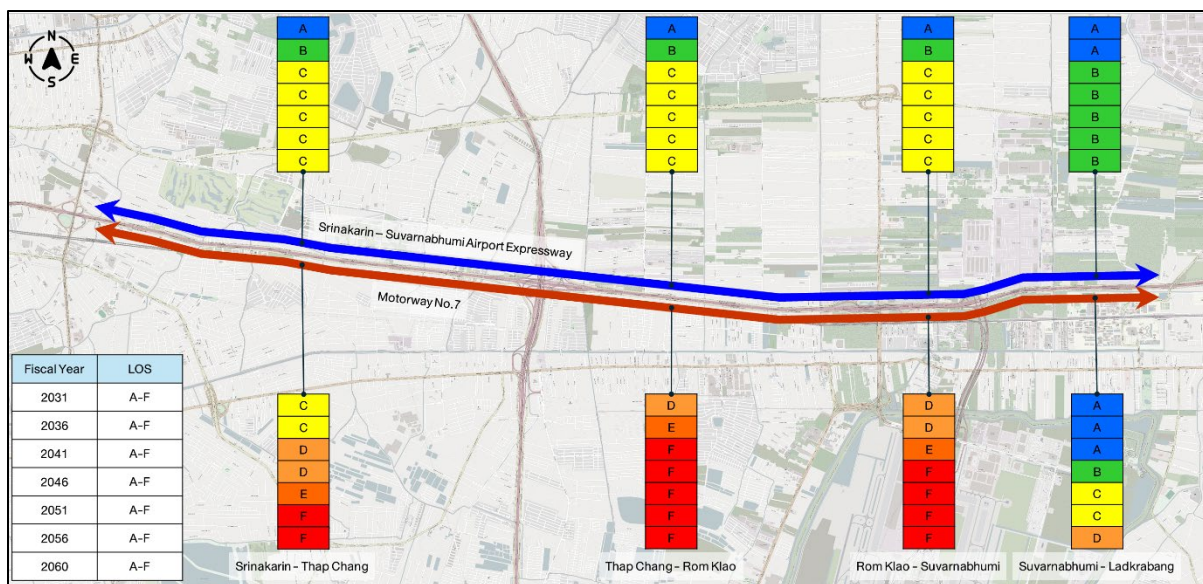 N
W E
S
A
B
C
C
C
C
C
A
B
C
C
C
C
C
A
B
C
C
C
C
C
A
A
B
B
B
B
B
Srinakarin – Suvarnabhumi Airport Expressway
Motorway No.7
Fiscal Year LOS
2031 A-F
2036 A-F
2041 A-F
2046 A-F
2051 A-F
2056 A-F
2060 A-F
C
C
D
D
E
F
F
Srinakarin – Thap Chang
D
E
F
F
F
F
F
Thap Chang – Rom Klao
D
D
E
F
F
F
F
Rom Klao – Suvarnabhumi
A
A
A
B
C
C
D
Suvarnabhumi - Ladkrabang